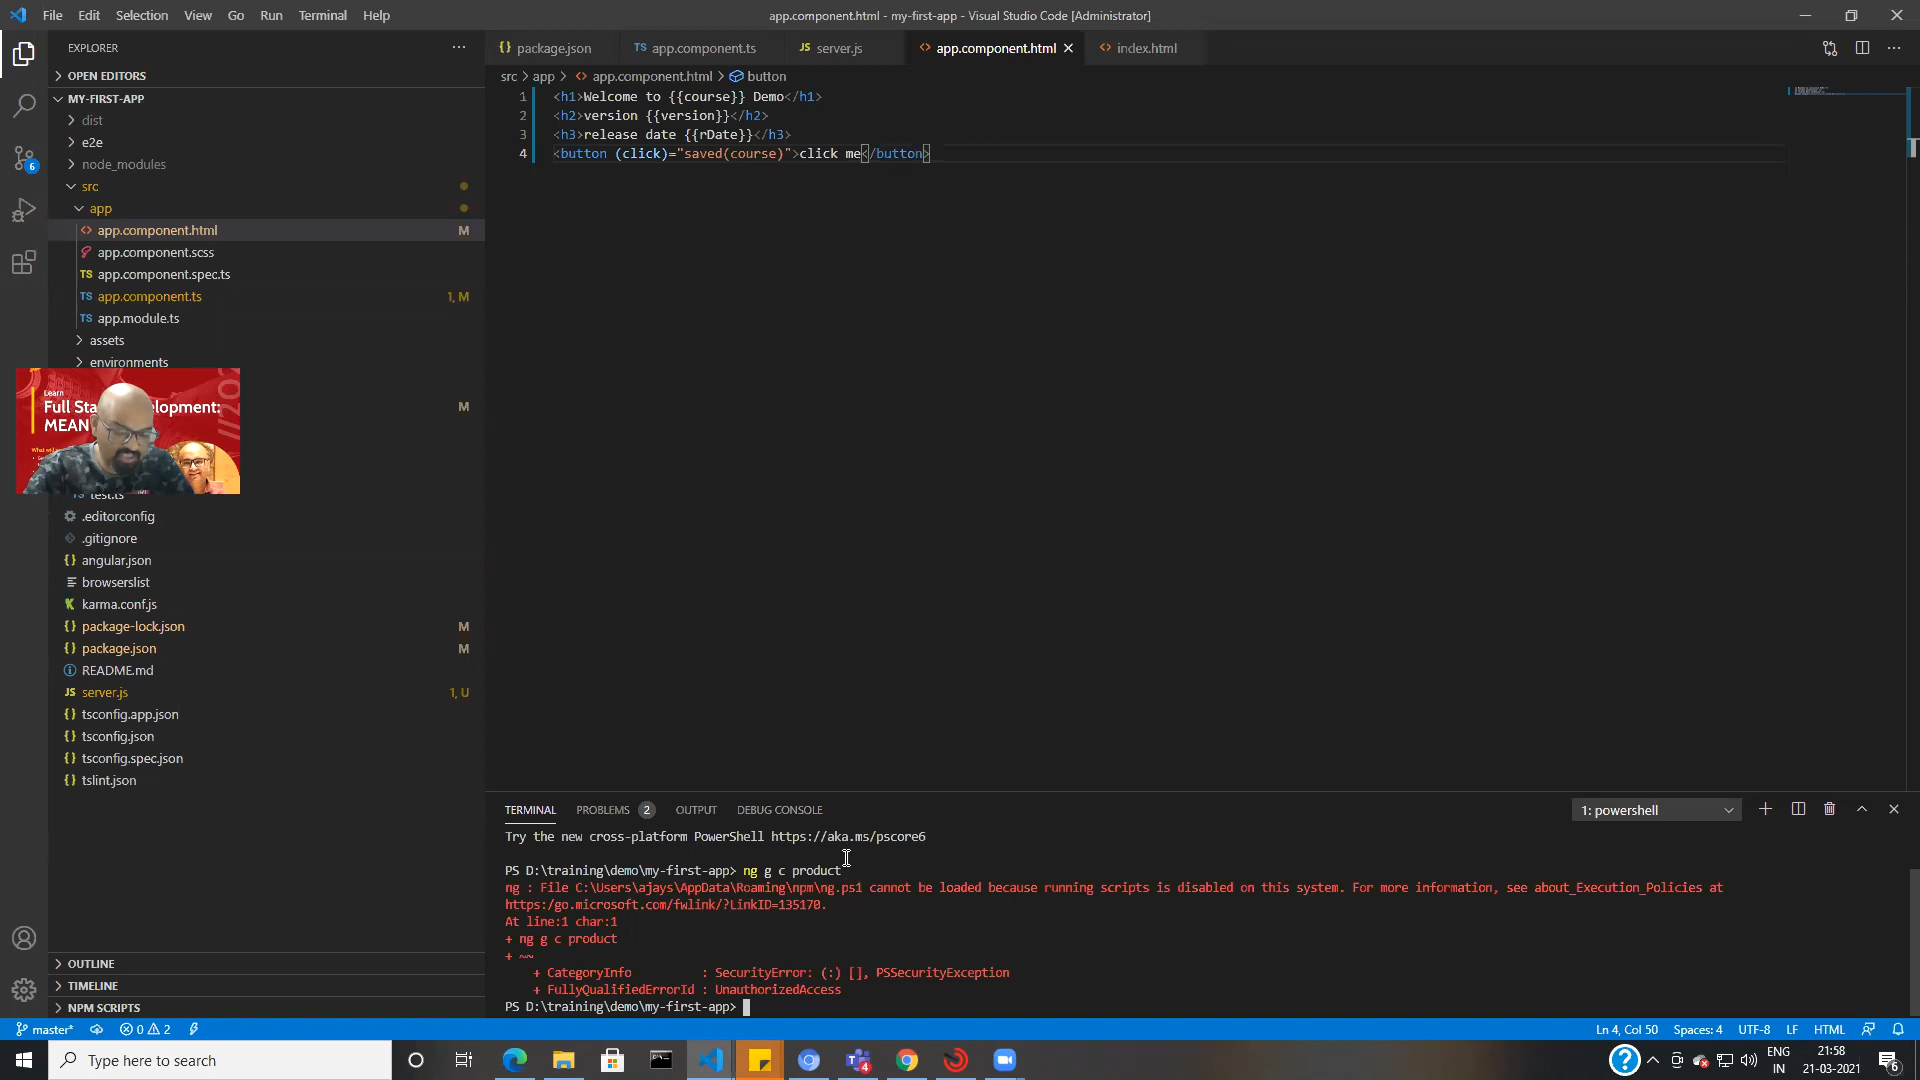 File Edit Selection View Go Run Terminal Help
app.component.html - my-first-app - Visual Studio Code [Administrator]
EXPLORER
package.json
TS app.component.ts
JS server.js
app.component.html
index.html
OPEN EDITORS
MY-FIRST-APP
src > app > app.component.html > button
1 <h1>Welcome to {{course}} Demo</h1>
2 <h2>version {{version}}</h2>
3 <h3>release date {{rDate}}</h3>
4 <button (click)="saved(course)">click me</button>
dist
e2e
node_modules
6
src
app
app.component.html M
app.component.scss
TS app.component.spec.ts
TS app.component.ts 1, M
TS app.module.ts
assets
environments
M
Learn
Full Sta
elopment:
MEAN
test.ts
.editorconfig
.gitignore
angular.json
browserslist
karma.conf.js
package-lock.json M
package.json M
README.md
JS server.js 1, U
tsconfig.app.json
tsconfig.json
tsconfig.spec.json
tslint.json
OUTLINE
TIMELINE
NPM SCRIPTS
TERMINAL PROBLEMS 2 OUTPUT DEBUG CONSOLE
1: powershell
Try the new cross-platform PowerShell https://aka.ms/pscore6
PS D:\training\demo\my-first-app> ng g c product
ng : File C:\Users\ajays\AppData\Roaming\npm\ng.ps1 cannot be loaded because running scripts is disabled on this system. For more information, see about_Execution_Policies at
https:/go.microsoft.com/fwlink/?LinkID=135170.
At line:1 char:1
+ ng g c product
+ ~~
+ CategoryInfo : SecurityError: (:) [], PSSecurityException
+ FullyQualifiedErrorId : UnauthorizedAccess
PS D:\training\demo\my-first-app>
master* 0 2
Ln 4, Col 50 Spaces: 4 UTF-8 LF HTML
Type here to search
4
ENG
IN
21:58
21-03-2021
6